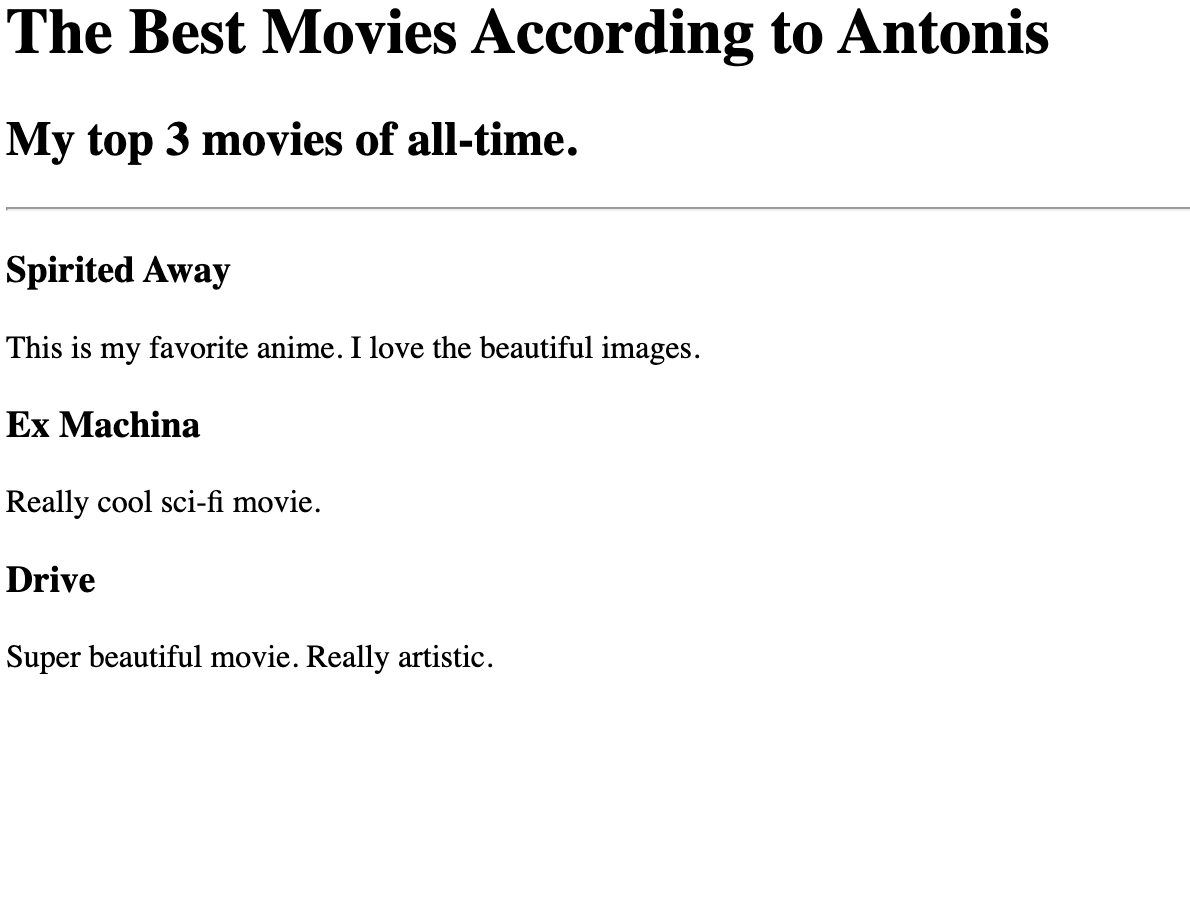 The Best Movies According to Antonis
My top 3 movies of all-time.
Spirited Away
This is my favorite anime. I love the beautiful images.
Ex Machina
Really cool sci-fi movie.
Drive
Super beautiful movie. Really artistic.